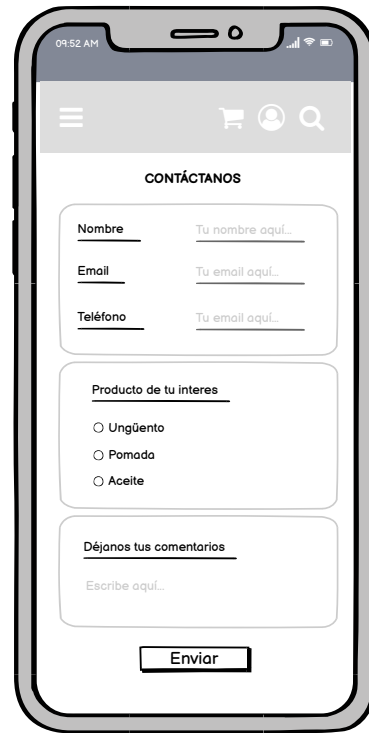 09:52 AM
CONTÁCTANOS
Nombre Tu nombre aquí...
Email Tu email aquí...
Teléfono Tu email aquí...
Producto de tu interes
Ungüento
Pomada
Aceite
Déjanos tus comentarios
Escribe aquí...
Enviar